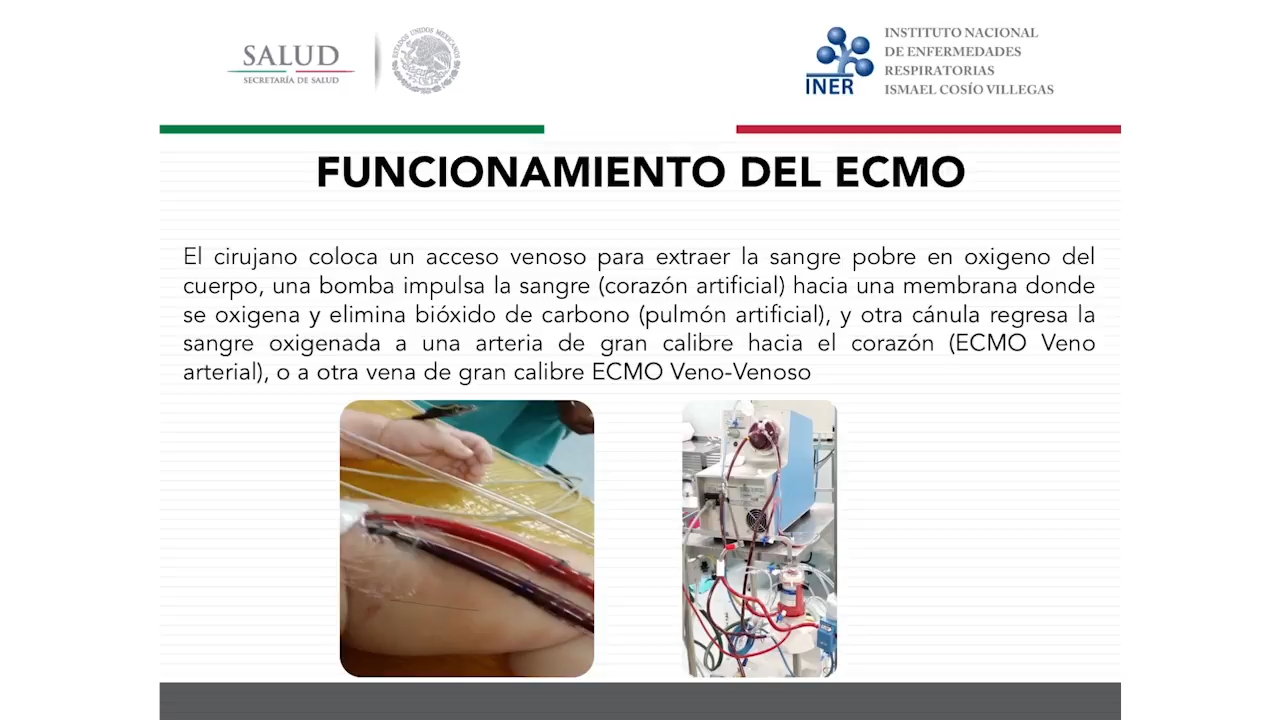 SALUD
SECRETARÍA DE SALUD
ESTADOS UNIDOS MEXICANOS
INER
INSTITUTO NACIONAL
DE ENFERMEDADES
RESPIRATORIAS
ISMAEL COSÍO VILLEGAS
FUNCIONAMIENTO DEL ECMO
El cirujano coloca un acceso venoso para extraer la sangre pobre en oxigeno del
cuerpo, una bomba impulsa la sangre (corazón artificial) hacia una membrana donde
se oxigena y elimina bióxido de carbono (pulmón artificial), y otra cánula regresa la
sangre oxigenada a una arteria de gran calibre hacia el corazón (ECMO Veno
arterial), o a otra vena de gran calibre ECMO Veno-Venoso